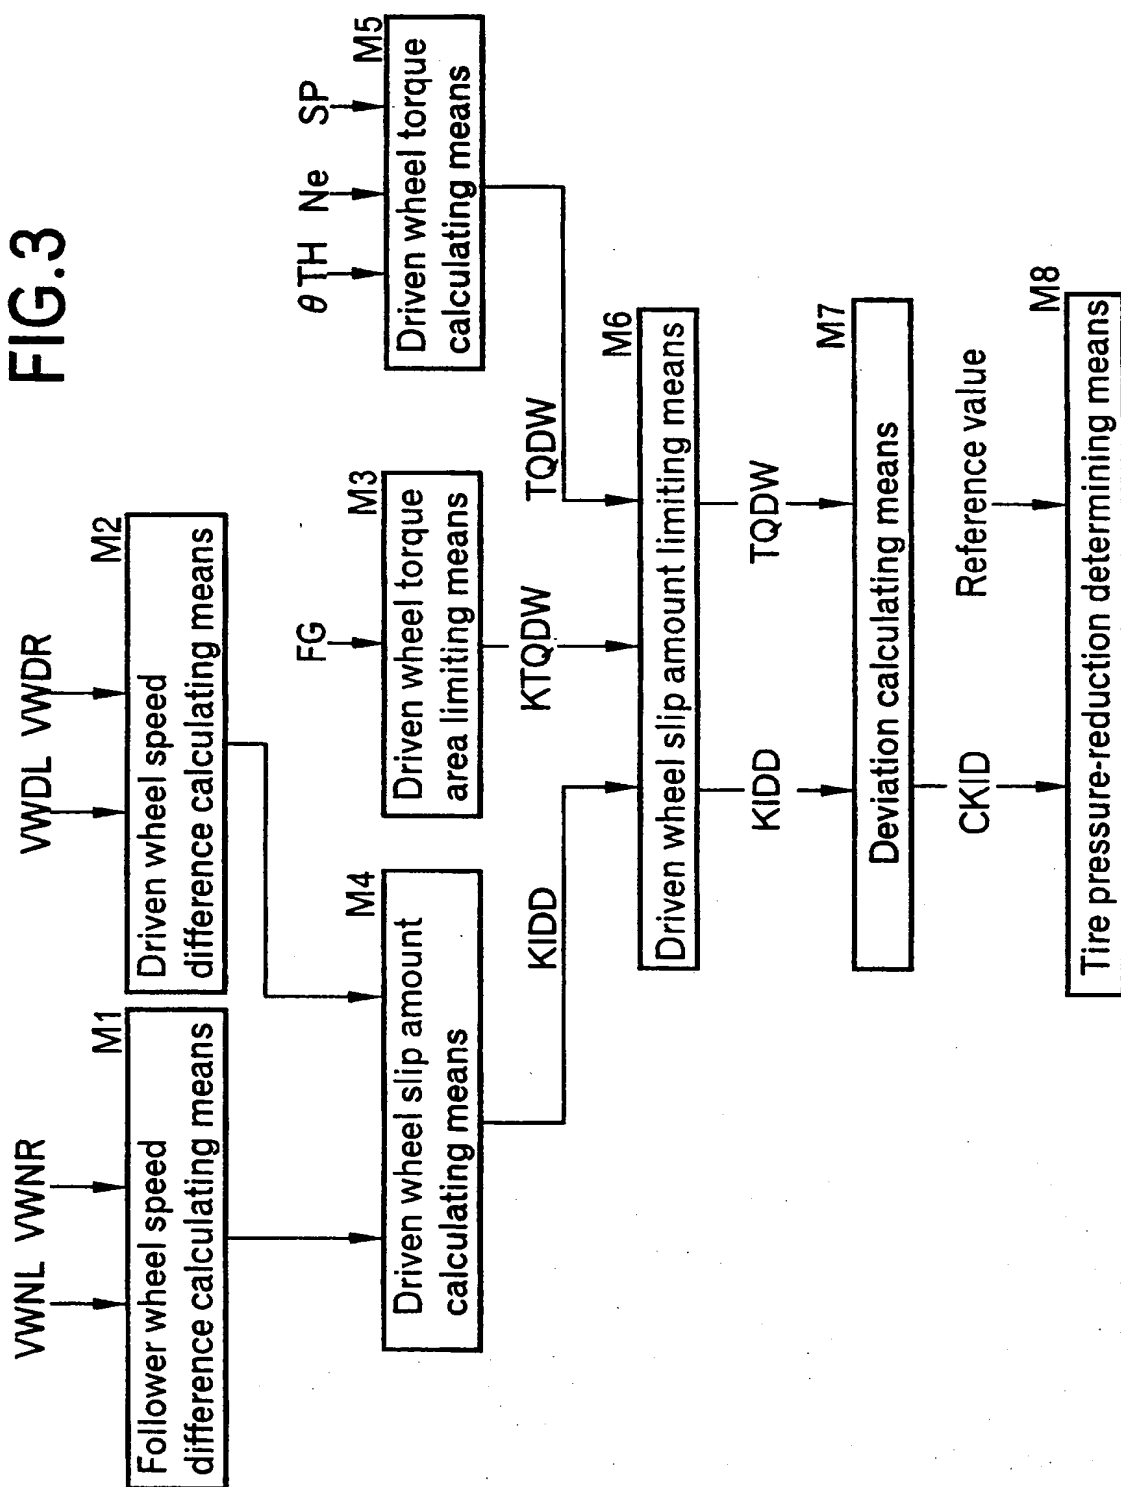 FIG.3
VWNL VWNR
VWDL VWDR
M1
Follower wheel speed
difference calculating means
M2
Driven wheel speed
difference calculating means
FG
θTH Ne SP
M4
Driven wheel slip amount
calculating means
M3
Driven wheel torque
area limiting means
M5
Driven wheel torque
calculating means
KIDD
KTQDW
TQDW
M6
Driven wheel slip amount limiting means
KIDD
TQDW
M7
Deviation calculating means
CKID
Reference value
M8
Tire pressure-reduction determining means